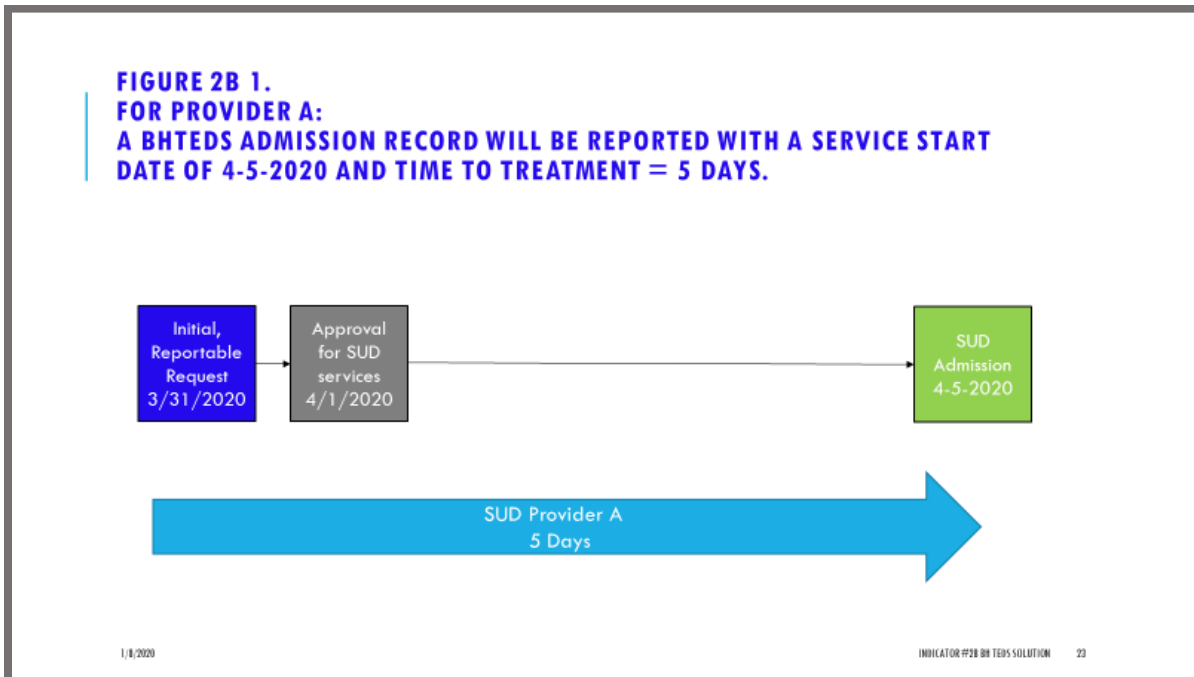 FIGURE 2B 1.
FOR PROVIDER A:
A BHTEDS ADMISSION RECORD WILL BE REPORTED WITH A SERVICE START
DATE OF 4-5-2020 AND TIME TO TREATMENT = 5 DAYS.
Initial,
Reportable
Request
3/31/2020
Approval
for SUD
services
4/1/2020
SUD
Admission
4-5-2020
SUD Provider A
5 Days
1/8/2020
INDICATOR #2B BH TEDS SOLUTION 23